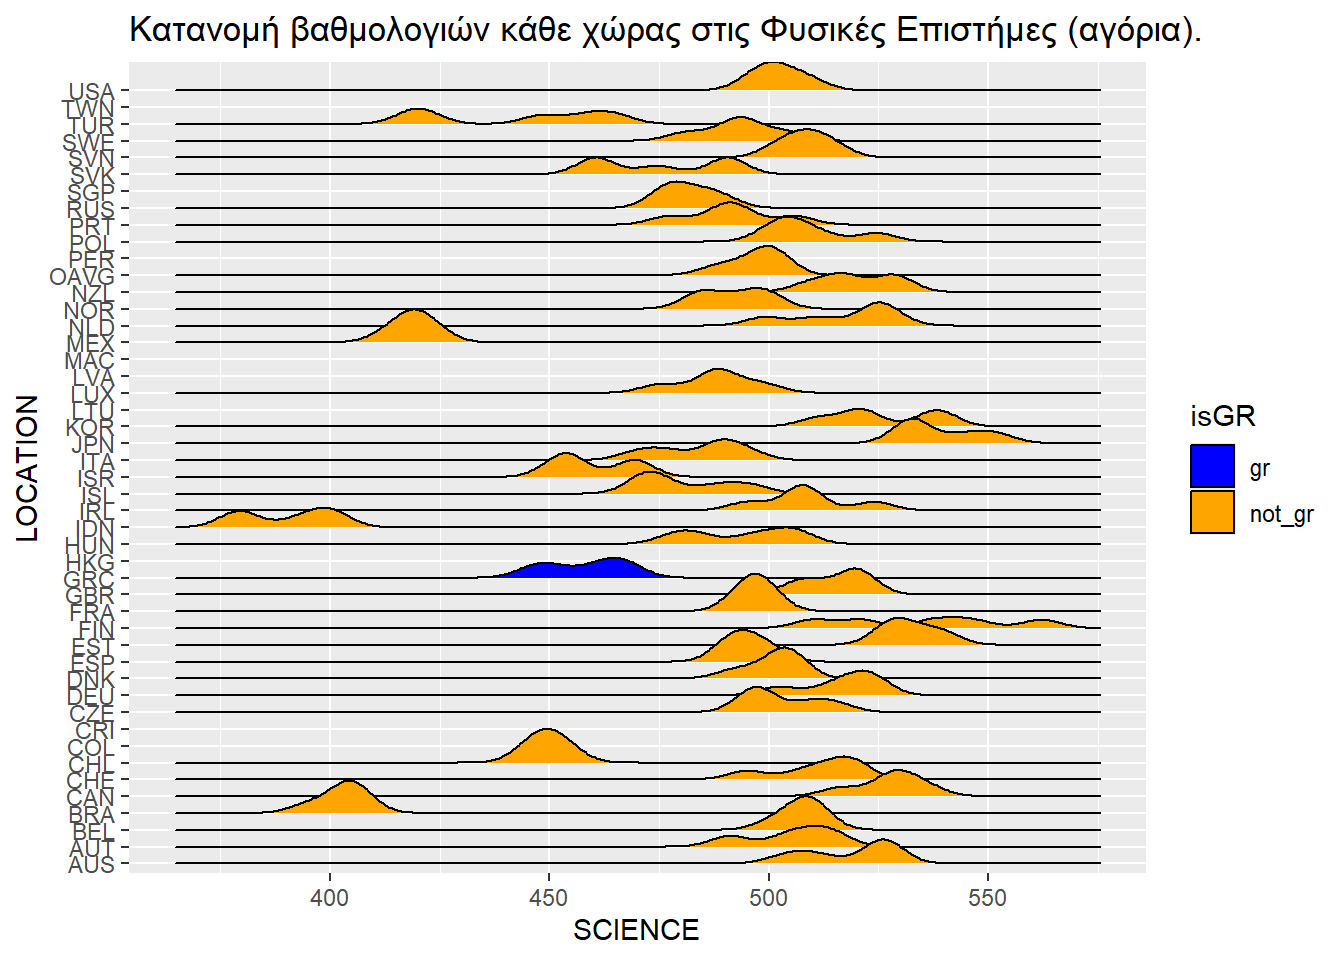 Κατανομή βαθμολογιών κάθε χώρας στις Φυσικές Επιστήμες (αγόρια).
LOCATION
USA
TWN
TUR
SWE
SVN
SVK
SGP
RUS
PRT
POL
PER
OAVG
NZL
NOR
NLD
MEX
MAC
LVA
LUX
LTU
KOR
JPN
ITA
ISR
ISL
IRL
IDN
HUN
HKG
GRC
GBR
FRA
FIN
EST
ESP
DNK
DEU
CZE
CRI
COL
CHL
CHE
CAN
BRA
BEL
AUT
AUS
400 450 500 550
SCIENCE
isGR
gr
not_gr